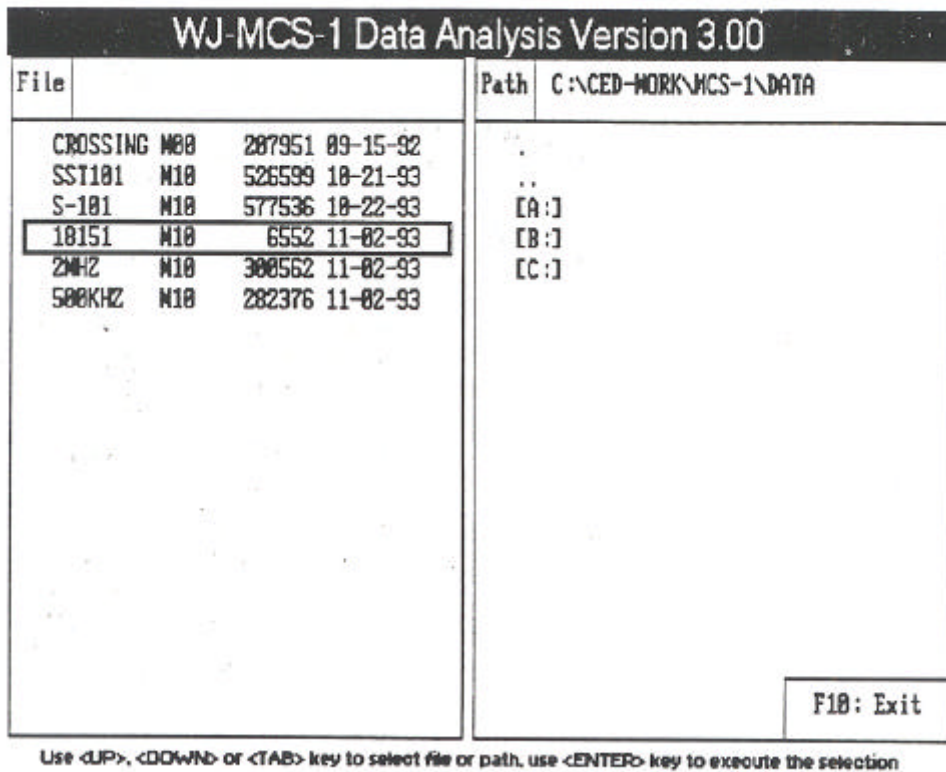 WJ-MCS-1 Data Analysis Version 3.00
File
CROSSING M00 207951 09-15-92
SST101 M10 526599 10-21-93
S-101 M10 577536 10-22-93
10151 M10 6552 11-02-93
2MHZ M10 300562 11-02-93
500KHZ M10 282376 11-02-93
Path C:\CED-WORK\MCS-1\DATA
.
..
[A:]
[B:]
[C:]
F10: Exit
Use <UP>, <DOWN> or <TAB> key to select file or path, use <ENTER> key to execute the selection